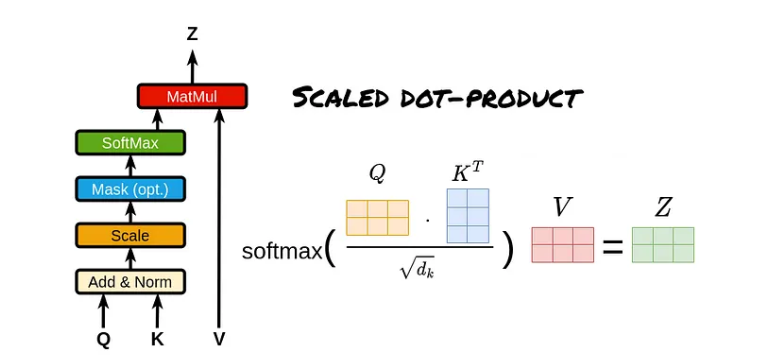 Z
MatMul
SoftMax
Mask (opt.)
Scale
Add & Norm
Q K V
SCALED DOT-PRODUCT
Q K^T
softmax( · ) V = Z
√d_k